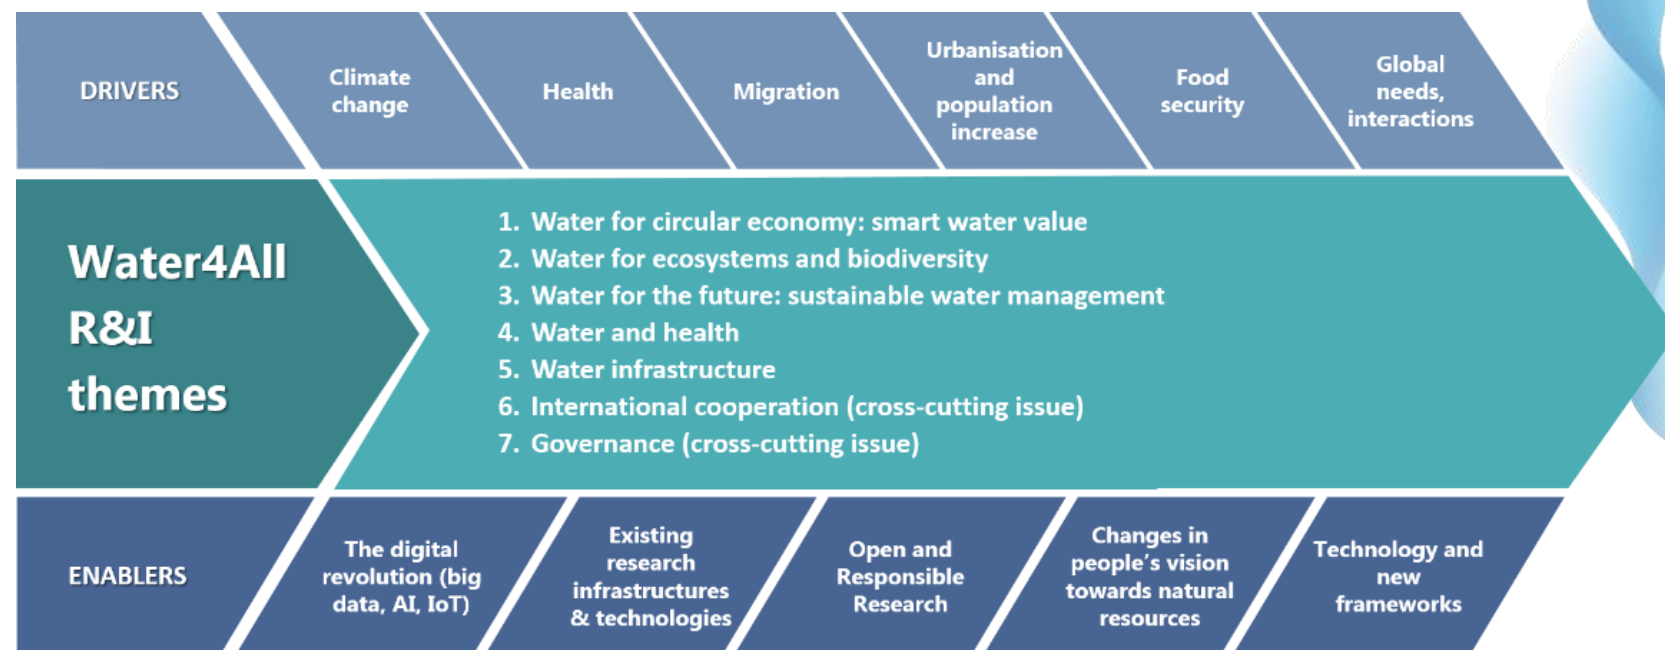 DRIVERS
Climate
change
Health
Migration
Urbanisation
and
population
increase
Food
security
Global
needs,
interactions
Water4All
R&I
themes
1. Water for circular economy: smart water value
2. Water for ecosystems and biodiversity
3. Water for the future: sustainable water management
4. Water and health
5. Water infrastructure
6. International cooperation (cross-cutting issue)
7. Governance (cross-cutting issue)
ENABLERS
The digital
revolution (big
data, AI, IoT)
Existing
research
infrastructures
& technologies
Open and
Responsible
Research
Changes in
people’s vision
towards natural
resources
Technology and
new
frameworks